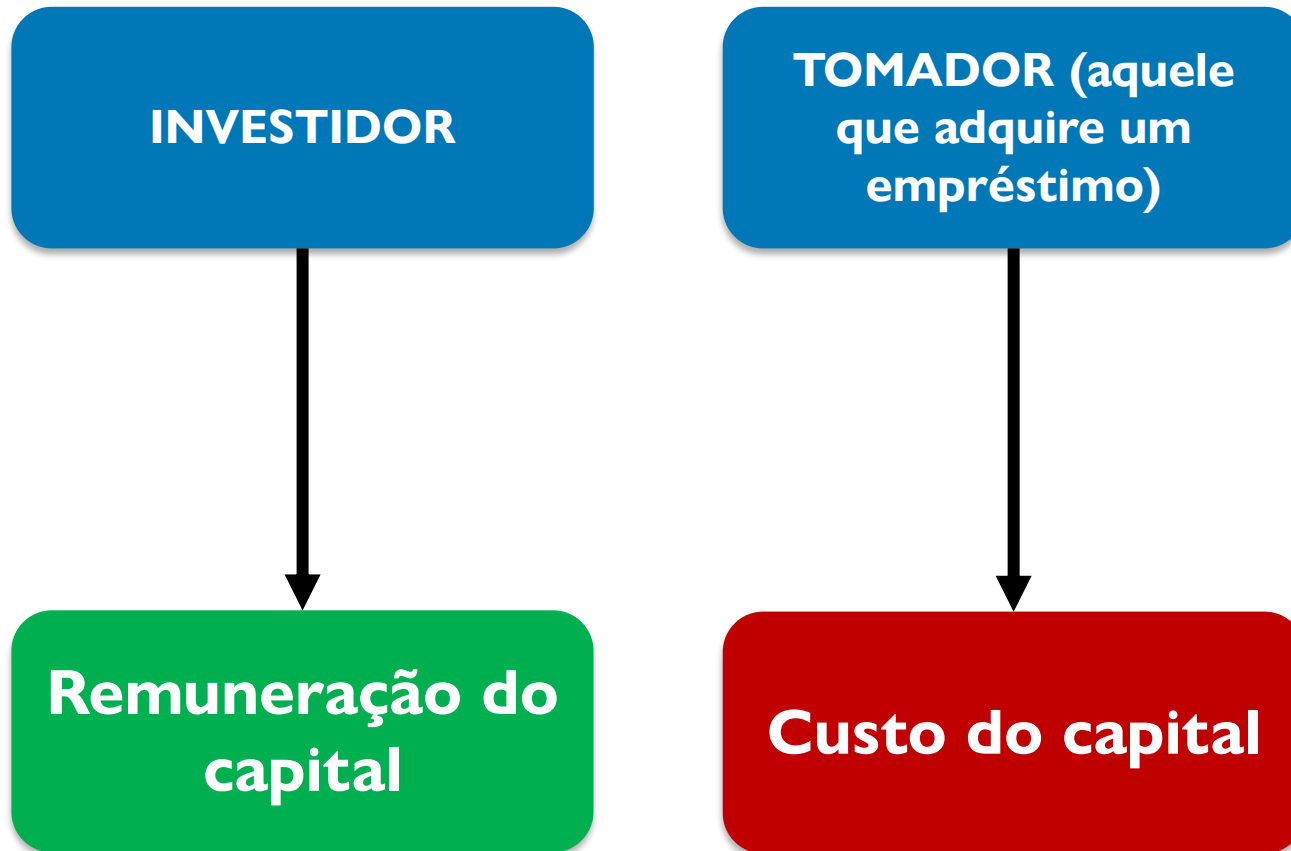 INVESTIDOR
TOMADOR (aquele
que adquire um
empréstimo)
Remuneração do
capital
Custo do capital